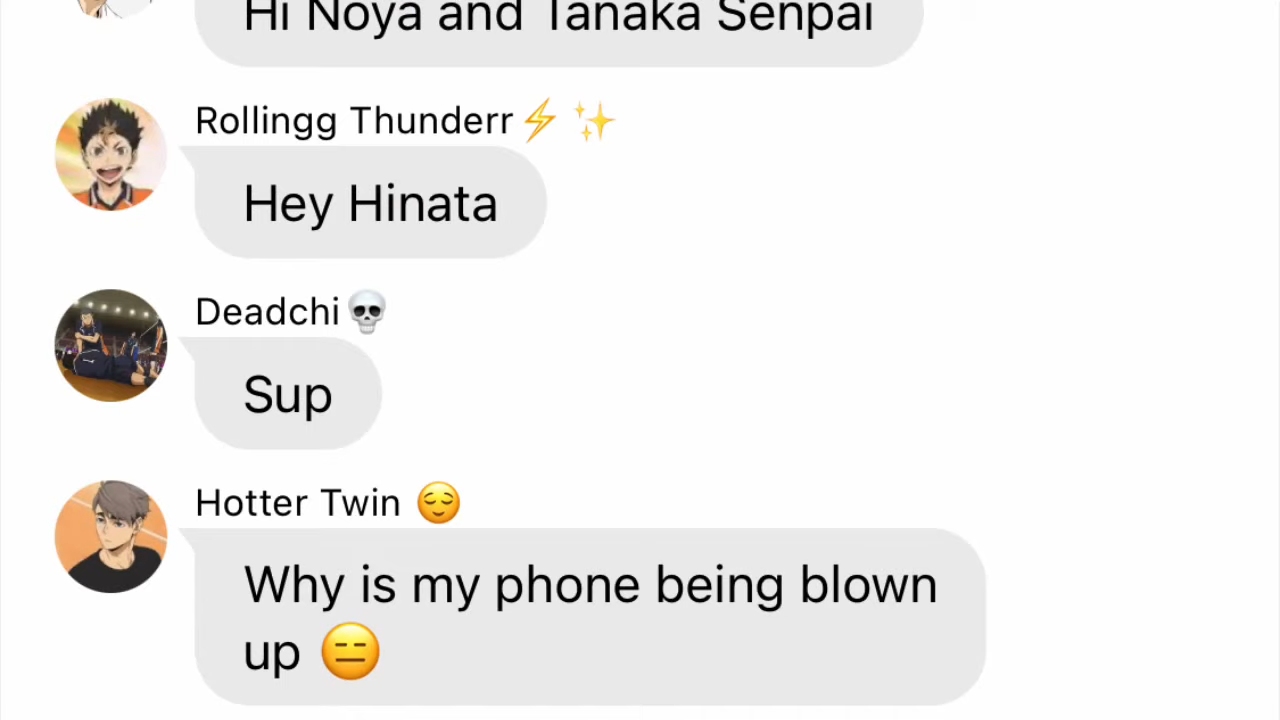 Hi Noya and Tanaka Senpai
Rollingg Thunderr⚡✨
Hey Hinata
Deadchi💀
Sup
Hotter Twin 😌
Why is my phone being blown
up 😑